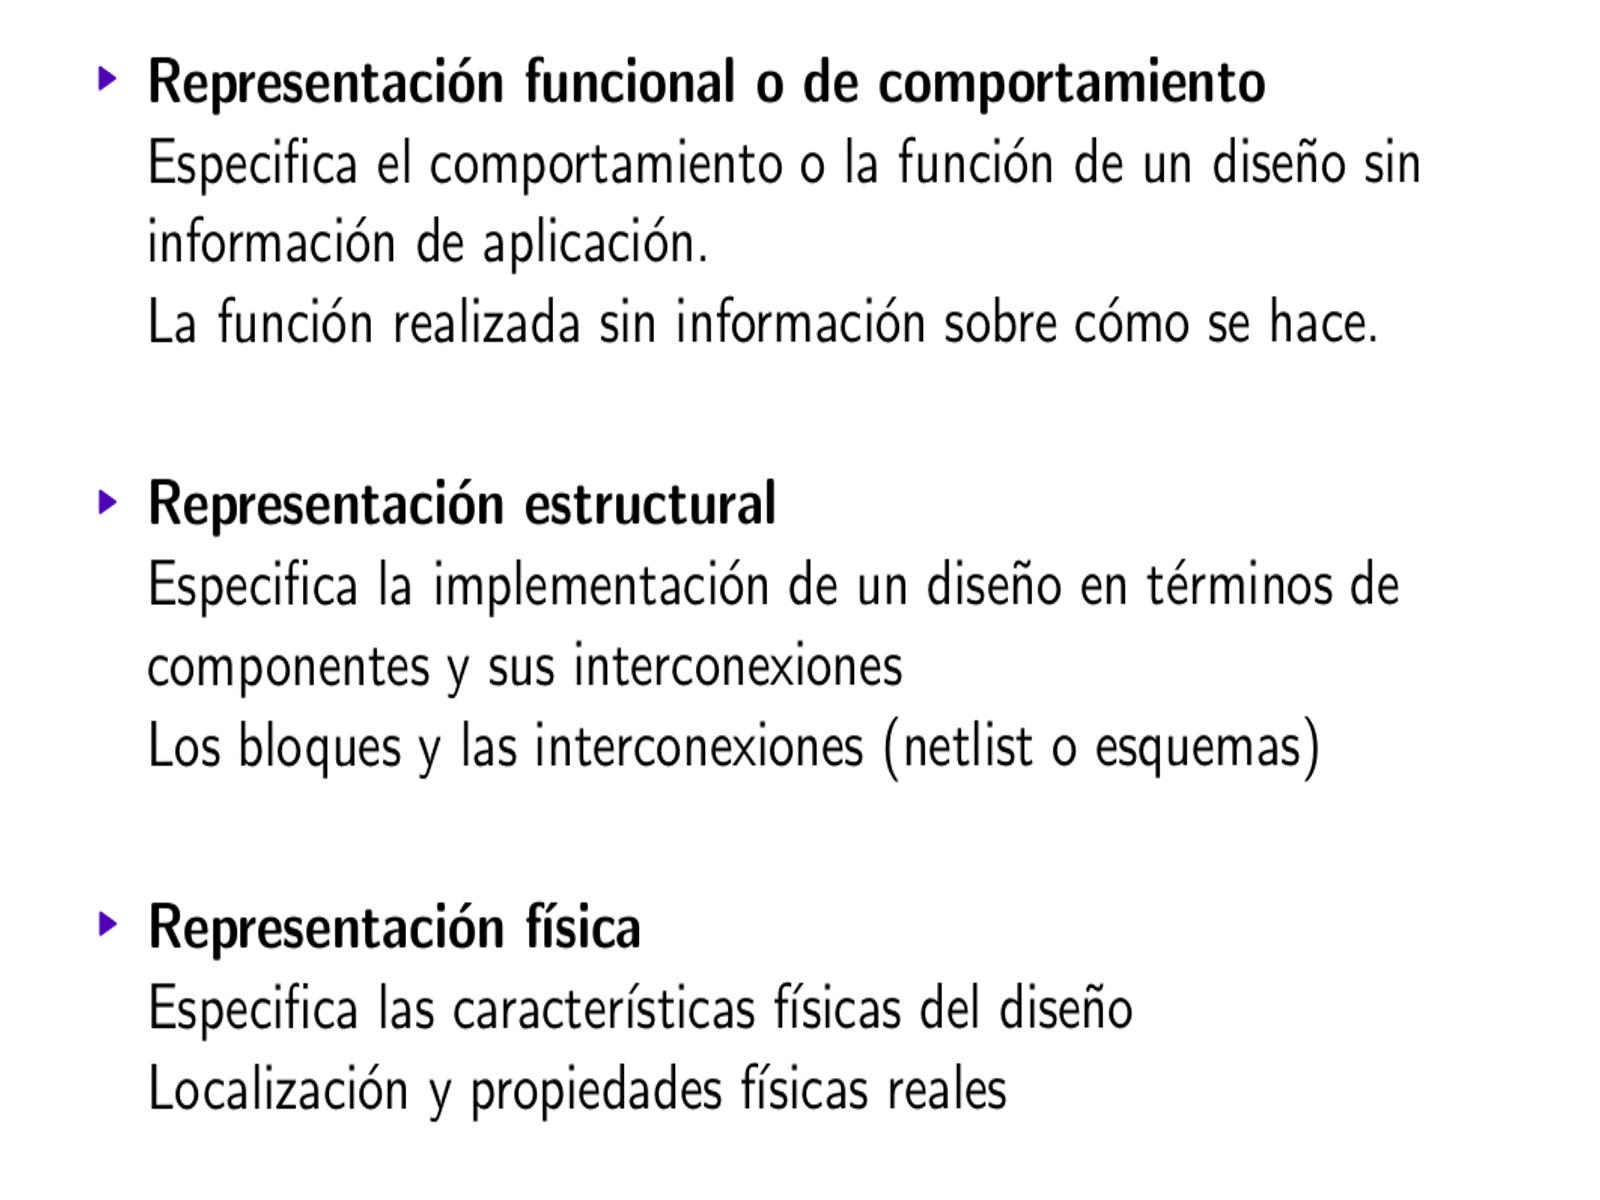 Representación funcional o de comportamiento
Especifica el comportamiento o la función de un diseño sin
información de aplicación.
La función realizada sin información sobre cómo se hace.
Representación estructural
Especifica la implementación de un diseño en términos de
componentes y sus interconexiones
Los bloques y las interconexiones (netlist o esquemas)
Representación física
Especifica las características físicas del diseño
Localización y propiedades físicas reales